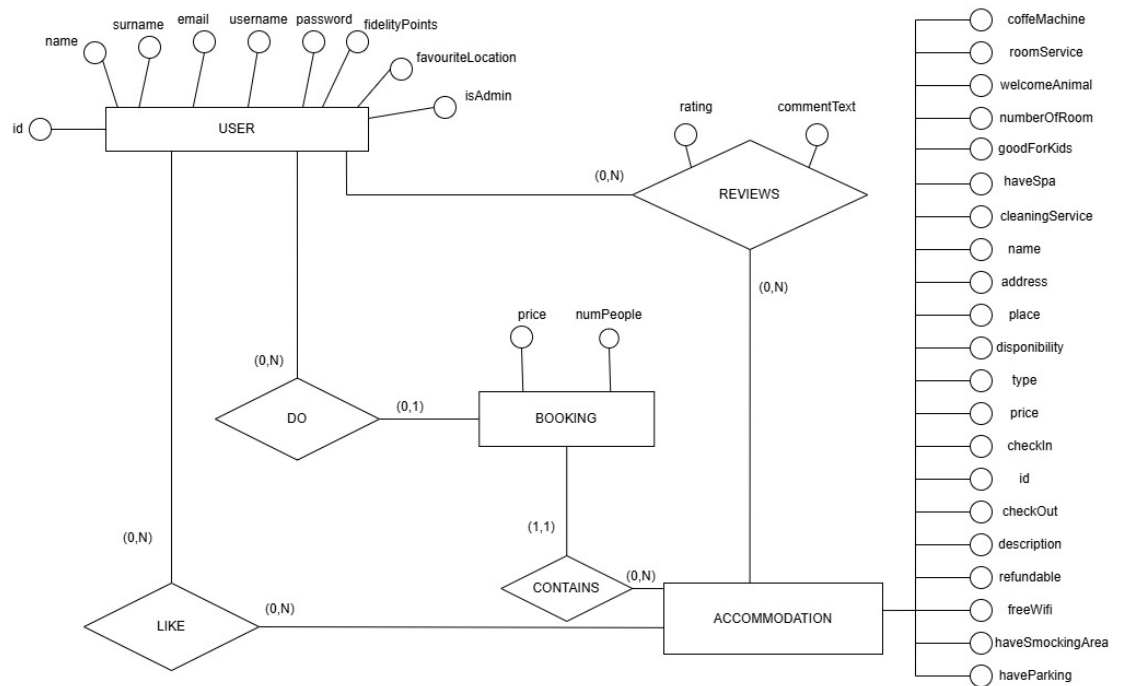 name
surname
email
username
password
fidelityPoints
favouriteLocation
isAdmin
id
USER
rating
commentText
(0,N)
REVIEWS
(0,N)
(0,N)
price
numPeople
DO
(0,1)
BOOKING
(0,N)
(1,1)
CONTAINS
(0,N)
LIKE
(0,N)
ACCOMMODATION
coffeMachine
roomService
welcomeAnimal
numberOfRoom
goodForKids
haveSpa
cleaningService
name
address
place
disponibility
type
price
checkIn
id
checkOut
description
refundable
freeWifi
haveSmockingArea
haveParking